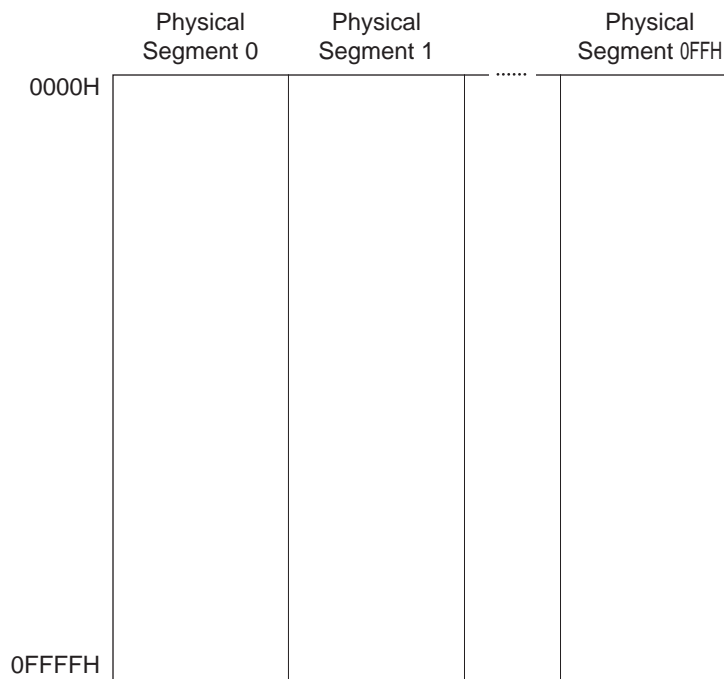 Physical
Segment 0
Physical
Segment 1
......
Physical
Segment 0FFH
0000H
0FFFFH